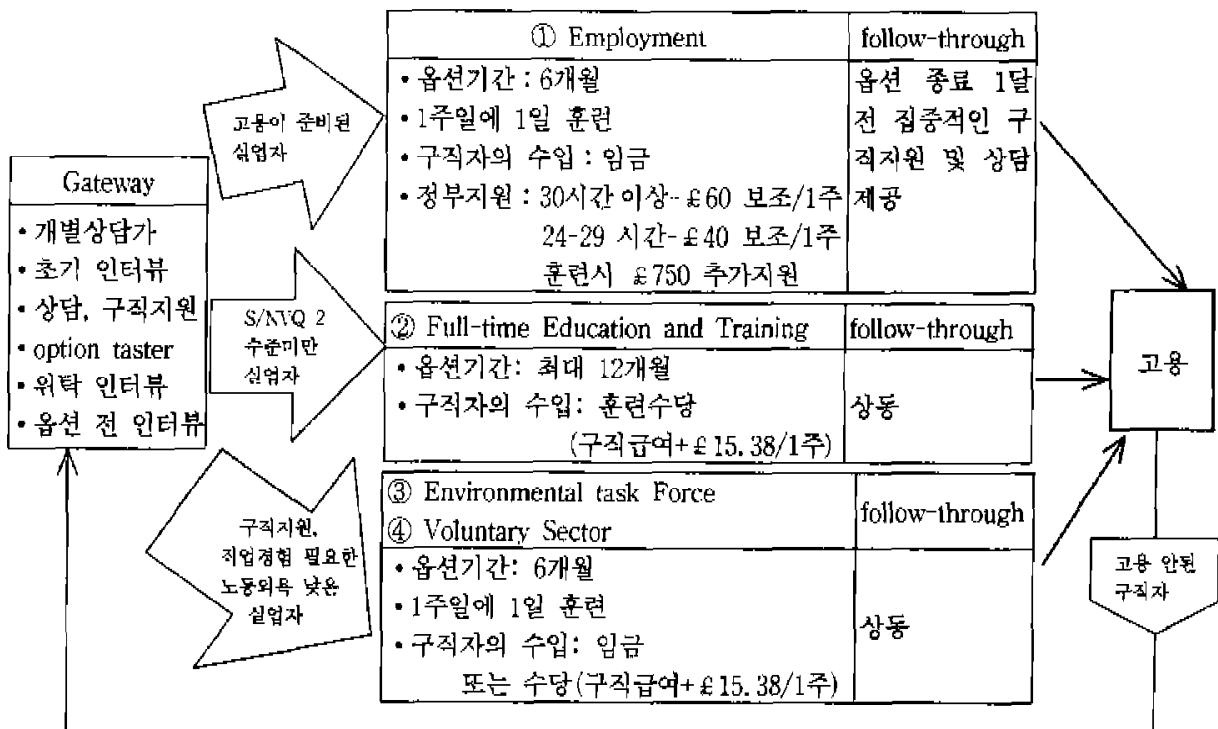 Gateway
• 개별상담가
• 초기 인터뷰
• 상담, 구직지원
• option taster
• 위탁 인터뷰
• 옵션 전 인터뷰
고용이 준비된
실업자
S/NVQ 2
수준미만
실업자
구직지원,
직업경험 필요한
노동의욕 낮은
실업자
① Employment
• 옵션기간 : 6개월
• 1주일에 1일 훈련
• 구직자의 수입 : 임금
• 정부지원 : 30시간 이상-£60 보조/1주
24-29 시간-£40 보조/1주
훈련시 £750 추가지원
follow-through
옵션 종료 1달
전 집중적인 구
직지원 및 상담
제공
② Full-time Education and Training
• 옵션기간: 최대 12개월
• 구직자의 수입: 훈련수당
(구직급여+£15.38/1주)
follow-through
상동
③ Environmental task Force
④ Voluntary Sector
• 옵션기간: 6개월
• 1주일에 1일 훈련
• 구직자의 수입: 임금
또는 수당(구직급여+£15.38/1주)
follow-through
상동
고용
고용 안된
구직자